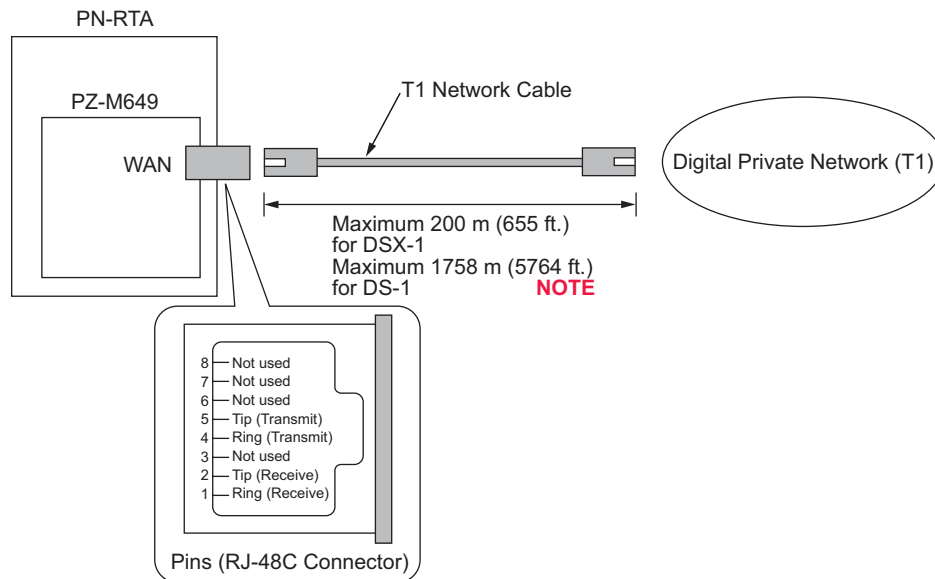 PN-RTA
PZ-M649
WAN
T1 Network Cable
Digital Private Network (T1)
Maximum 200 m (655 ft.)
for DSX-1
Maximum 1758 m (5764 ft.)
for DS-1 NOTE
8 Not used
7 Not used
6 Not used
5 Tip (Transmit)
4 Ring (Transmit)
3 Not used
2 Tip (Receive)
1 Ring (Receive)
Pins (RJ-48C Connector)